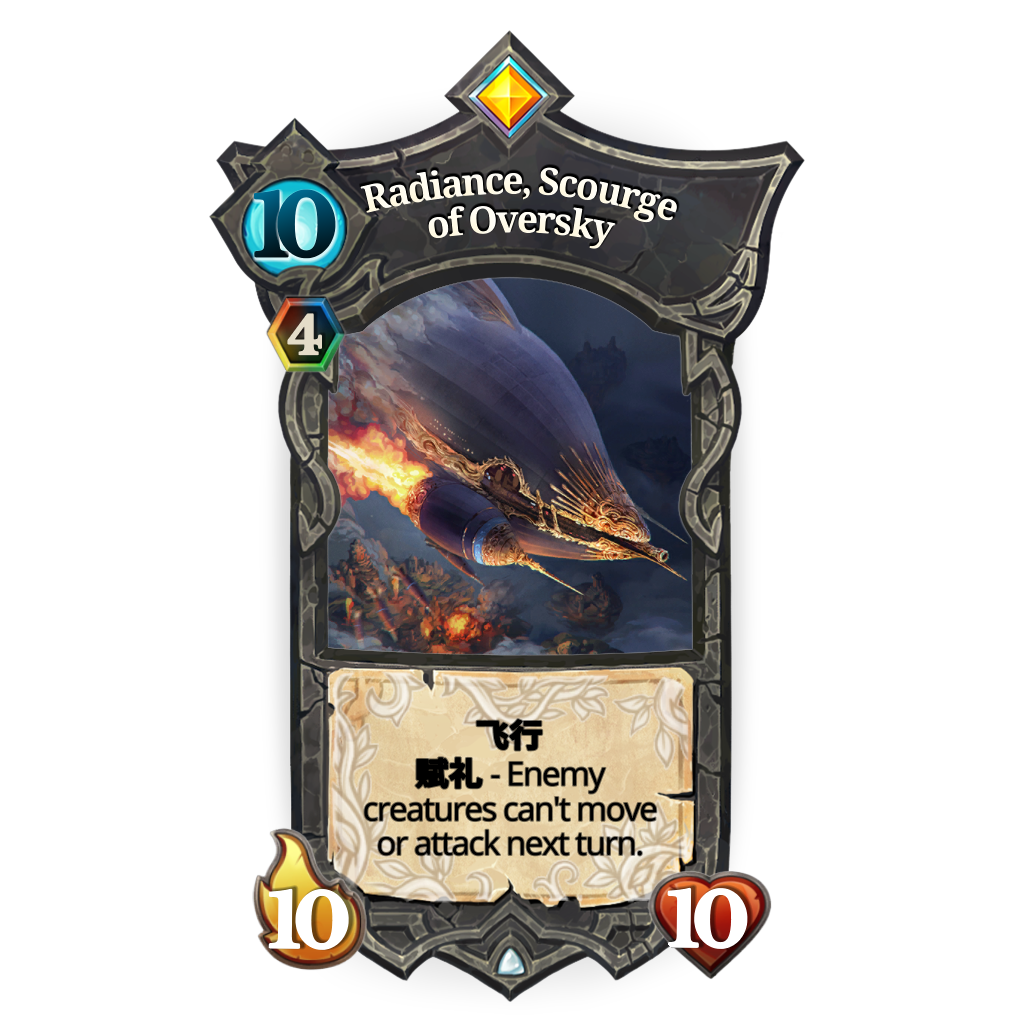 Radiance, Scourge
of Oversky
10
4
飞行
赋礼 - Enemy
creatures can't move
or attack next turn.
10
10